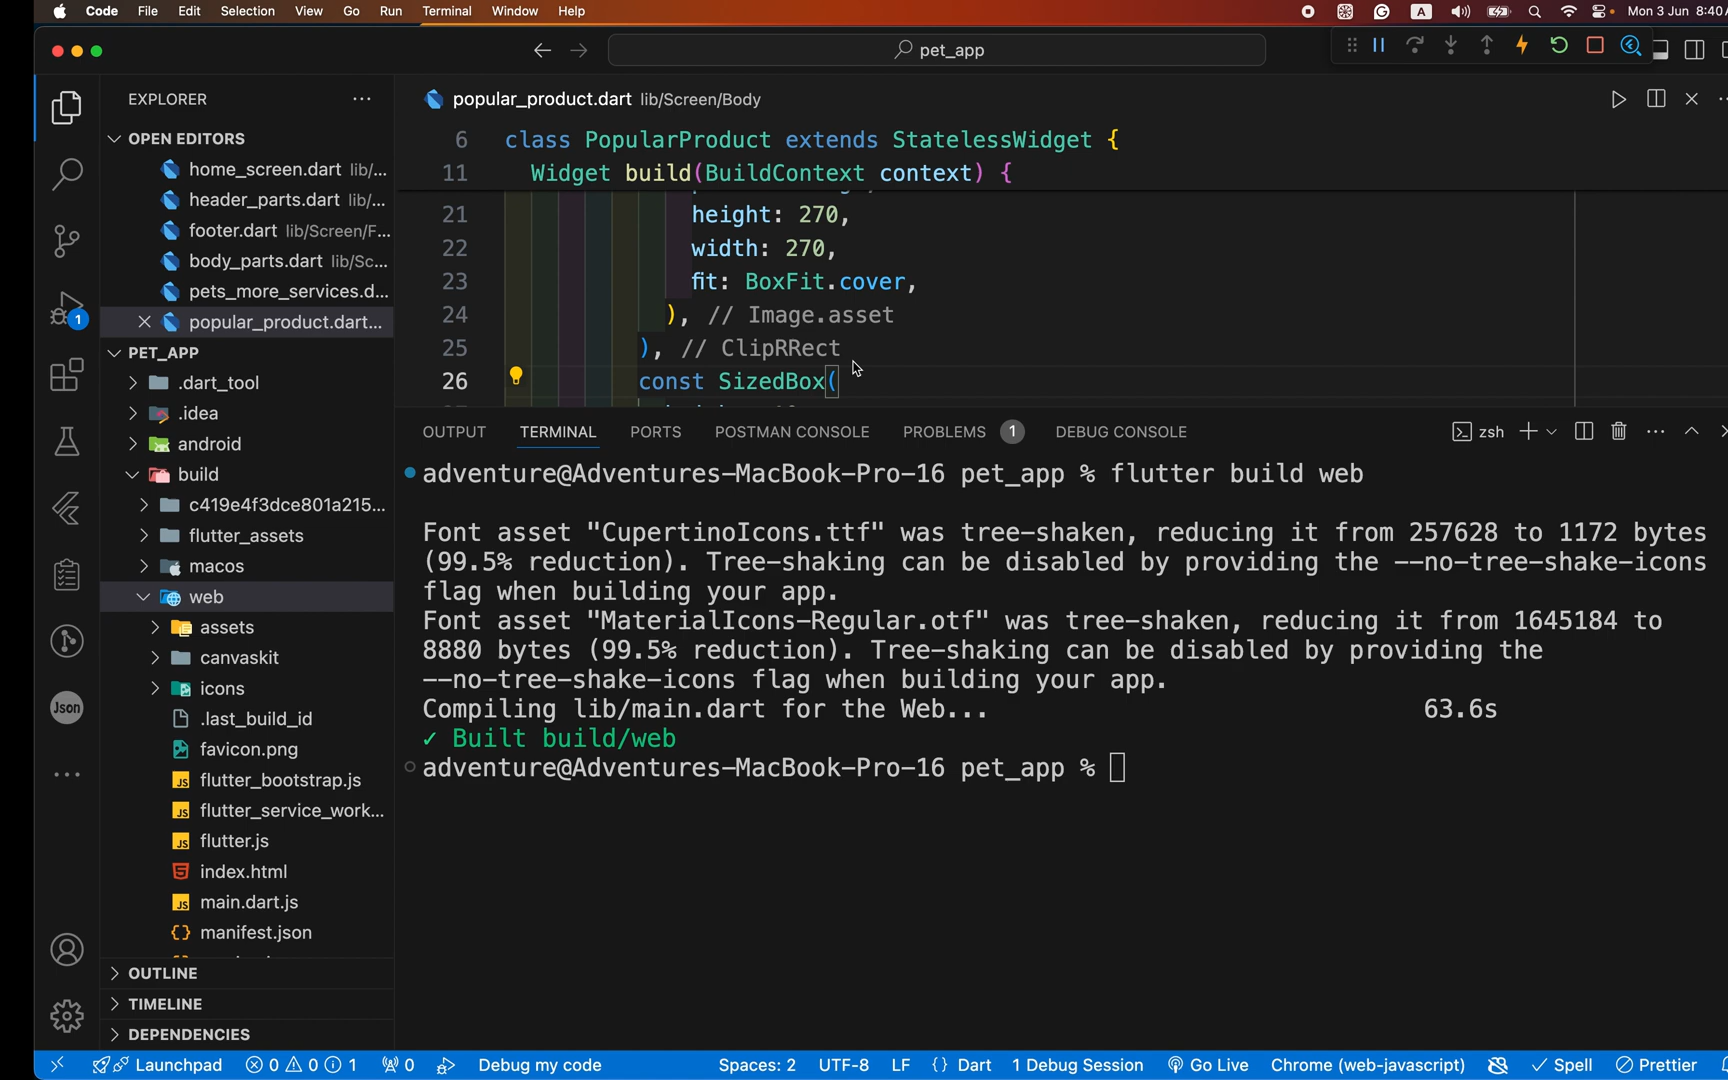 Code File Edit Selection View Go Run Terminal Window Help A Mon 3 Jun 8:40
pet_app
EXPLORER
OPEN EDITORS
home_screen.dart lib/...
header_parts.dart lib/...
footer.dart lib/Screen/F...
body_parts.dart lib/Sc...
pets_more_services.d...
popular_product.dart...
PET_APP
.dart_tool
.idea
android
build
c419e4f3dce801a215...
flutter_assets
macos
web
assets
canvaskit
icons
.last_build_id
favicon.png
JS flutter_bootstrap.js
JS flutter_service_work...
JS flutter.js
index.html
JS main.dart.js
{} manifest.json
OUTLINE
TIMELINE
DEPENDENCIES
1
Json
popular_product.dart lib/Screen/Body
6 class PopularProduct extends StatelessWidget {
11 Widget build(BuildContext context) {
21 height: 270,
22 width: 270,
23 fit: BoxFit.cover,
24 ), // Image.asset
25 ), // ClipRRect
26 const SizedBox(
OUTPUT TERMINAL PORTS POSTMAN CONSOLE PROBLEMS 1 DEBUG CONSOLE zsh
adventure@Adventures-MacBook-Pro-16 pet_app % flutter build web
Font asset "CupertinoIcons.ttf" was tree-shaken, reducing it from 257628 to 1172 bytes
(99.5% reduction). Tree-shaking can be disabled by providing the --no-tree-shake-icons
flag when building your app.
Font asset "MaterialIcons-Regular.otf" was tree-shaken, reducing it from 1645184 to
8880 bytes (99.5% reduction). Tree-shaking can be disabled by providing the
--no-tree-shake-icons flag when building your app.
Compiling lib/main.dart for the Web... 63.6s
✓ Built build/web
adventure@Adventures-MacBook-Pro-16 pet_app %
Launchpad 0 0 1 0 Debug my code Spaces: 2 UTF-8 LF {} Dart 1 Debug Session Go Live Chrome (web-javascript) Spell Prettier